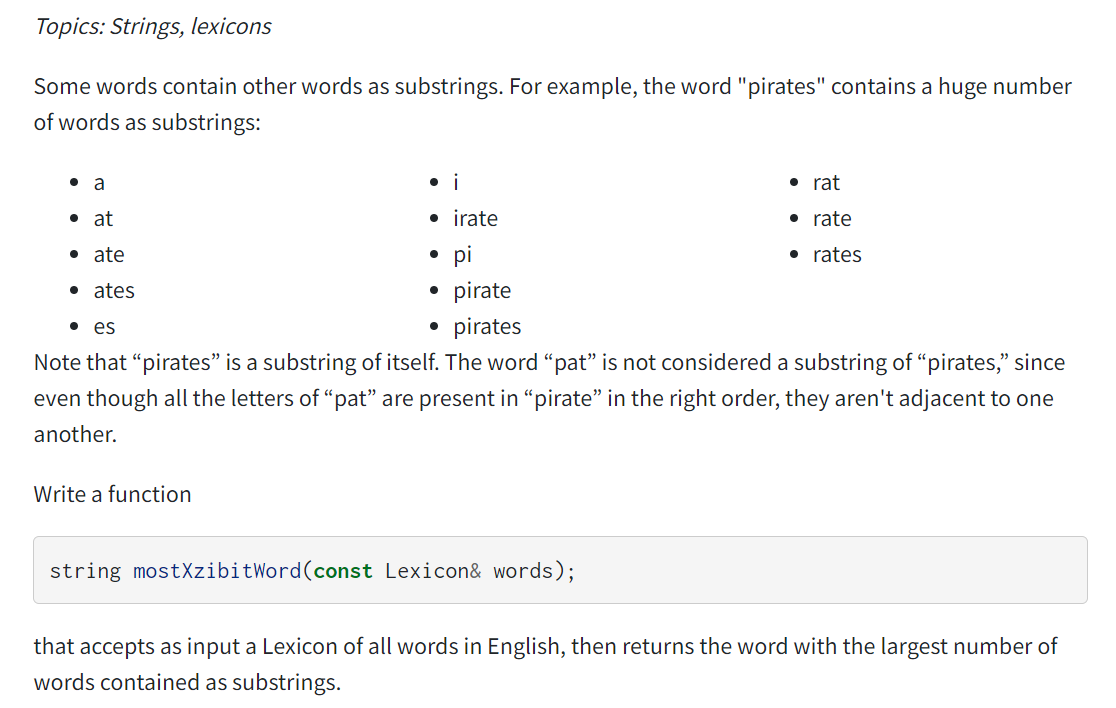 Topics: Strings, lexicons
Some words contain other words as substrings. For example, the word "pirates" contains a huge number
of words as substrings:
• a
• at
• ate
• ates
• es
• i
• irate
• pi
• pirate
• pirates
• rat
• rate
• rates
Note that “pirates” is a substring of itself. The word “pat” is not considered a substring of “pirates,” since
even though all the letters of “pat” are present in “pirate” in the right order, they aren't adjacent to one
another.
Write a function
string mostXzibitWord(const Lexicon& words);
that accepts as input a Lexicon of all words in English, then returns the word with the largest number of
words contained as substrings.